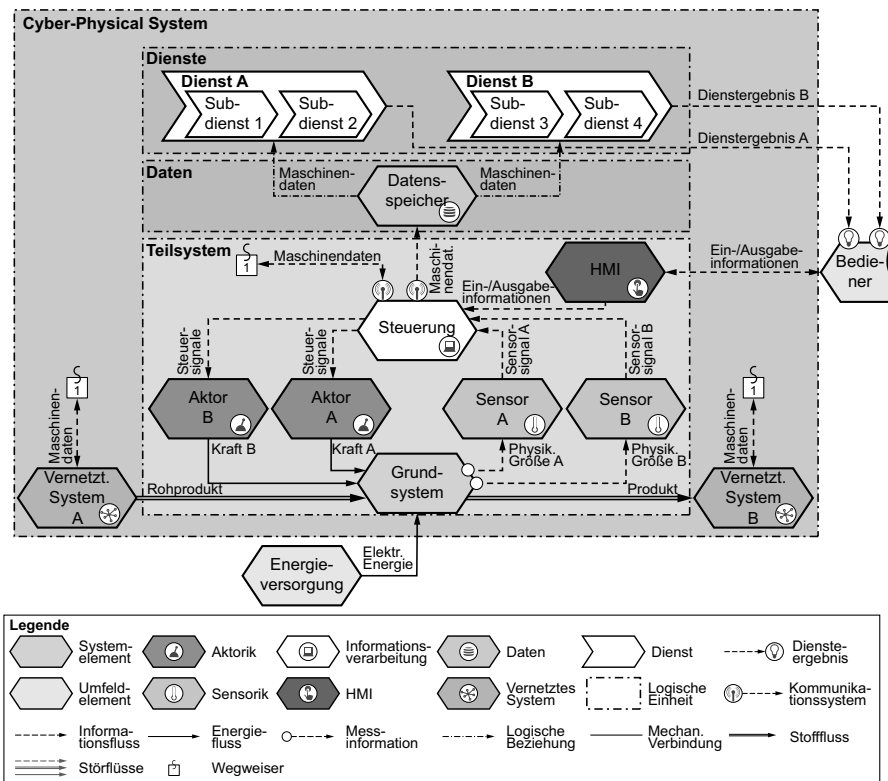 Cyber-Physical System
Dienste
Dienst A
Sub-
dienst 1
Sub-
dienst 2
Dienst B
Sub-
dienst 3
Sub-
dienst 4
Dienstergebnis B
Dienstergebnis A
Daten
Maschinen-
daten
Datens-
speicher
Maschinen-
daten
Teilsystem
1
Maschinendaten
Maschi-
nendat.
HMI
Ein-/Ausgabe-
informationen
Ein-/Ausgabe-
informationen
Bedie-
ner
Steuerung
Steuer-
signale
Steuer-
signale
Sensor-
signal A
Sensor-
signal B
Aktor
B
Aktor
A
Sensor
A
Sensor
B
Kraft B
Kraft A
Physik.
Größe A
Physik.
Größe B
1
Maschinen-
daten
1
Maschinen-
daten
Vernetzt.
System
A
Rohprodukt
Grund-
system
Produkt
Vernetzt.
System
B
Energie-
versorgung
Elektr.
Energie
Legende
System-
element
Aktorik
Informations-
verarbeitung
Daten
Dienst
Dienste-
ergebnis
Umfeld-
element
Sensorik
HMI
Vernetztes
System
Logische
Einheit
Kommunika-
tionssystem
Informa-
tionsfluss
Energie-
fluss
Mess-
information
Logische
Beziehung
Mechan.
Verbindung
Stofffluss
Störflüsse
1
Wegweiser